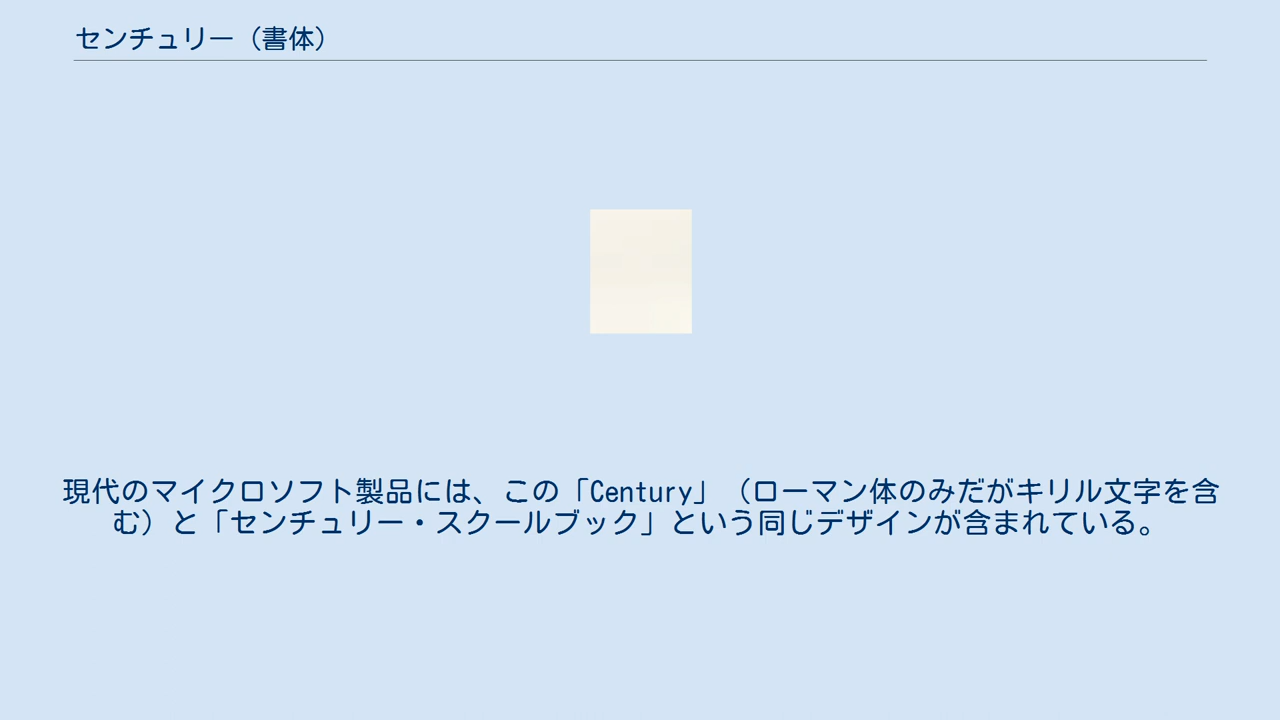 センチュリー（書体）
現代のマイクロソフト製品には、この「Century」（ローマン体のみだがキリル文字を含
む）と「センチュリー・スクールブック」という同じデザインが含まれている。